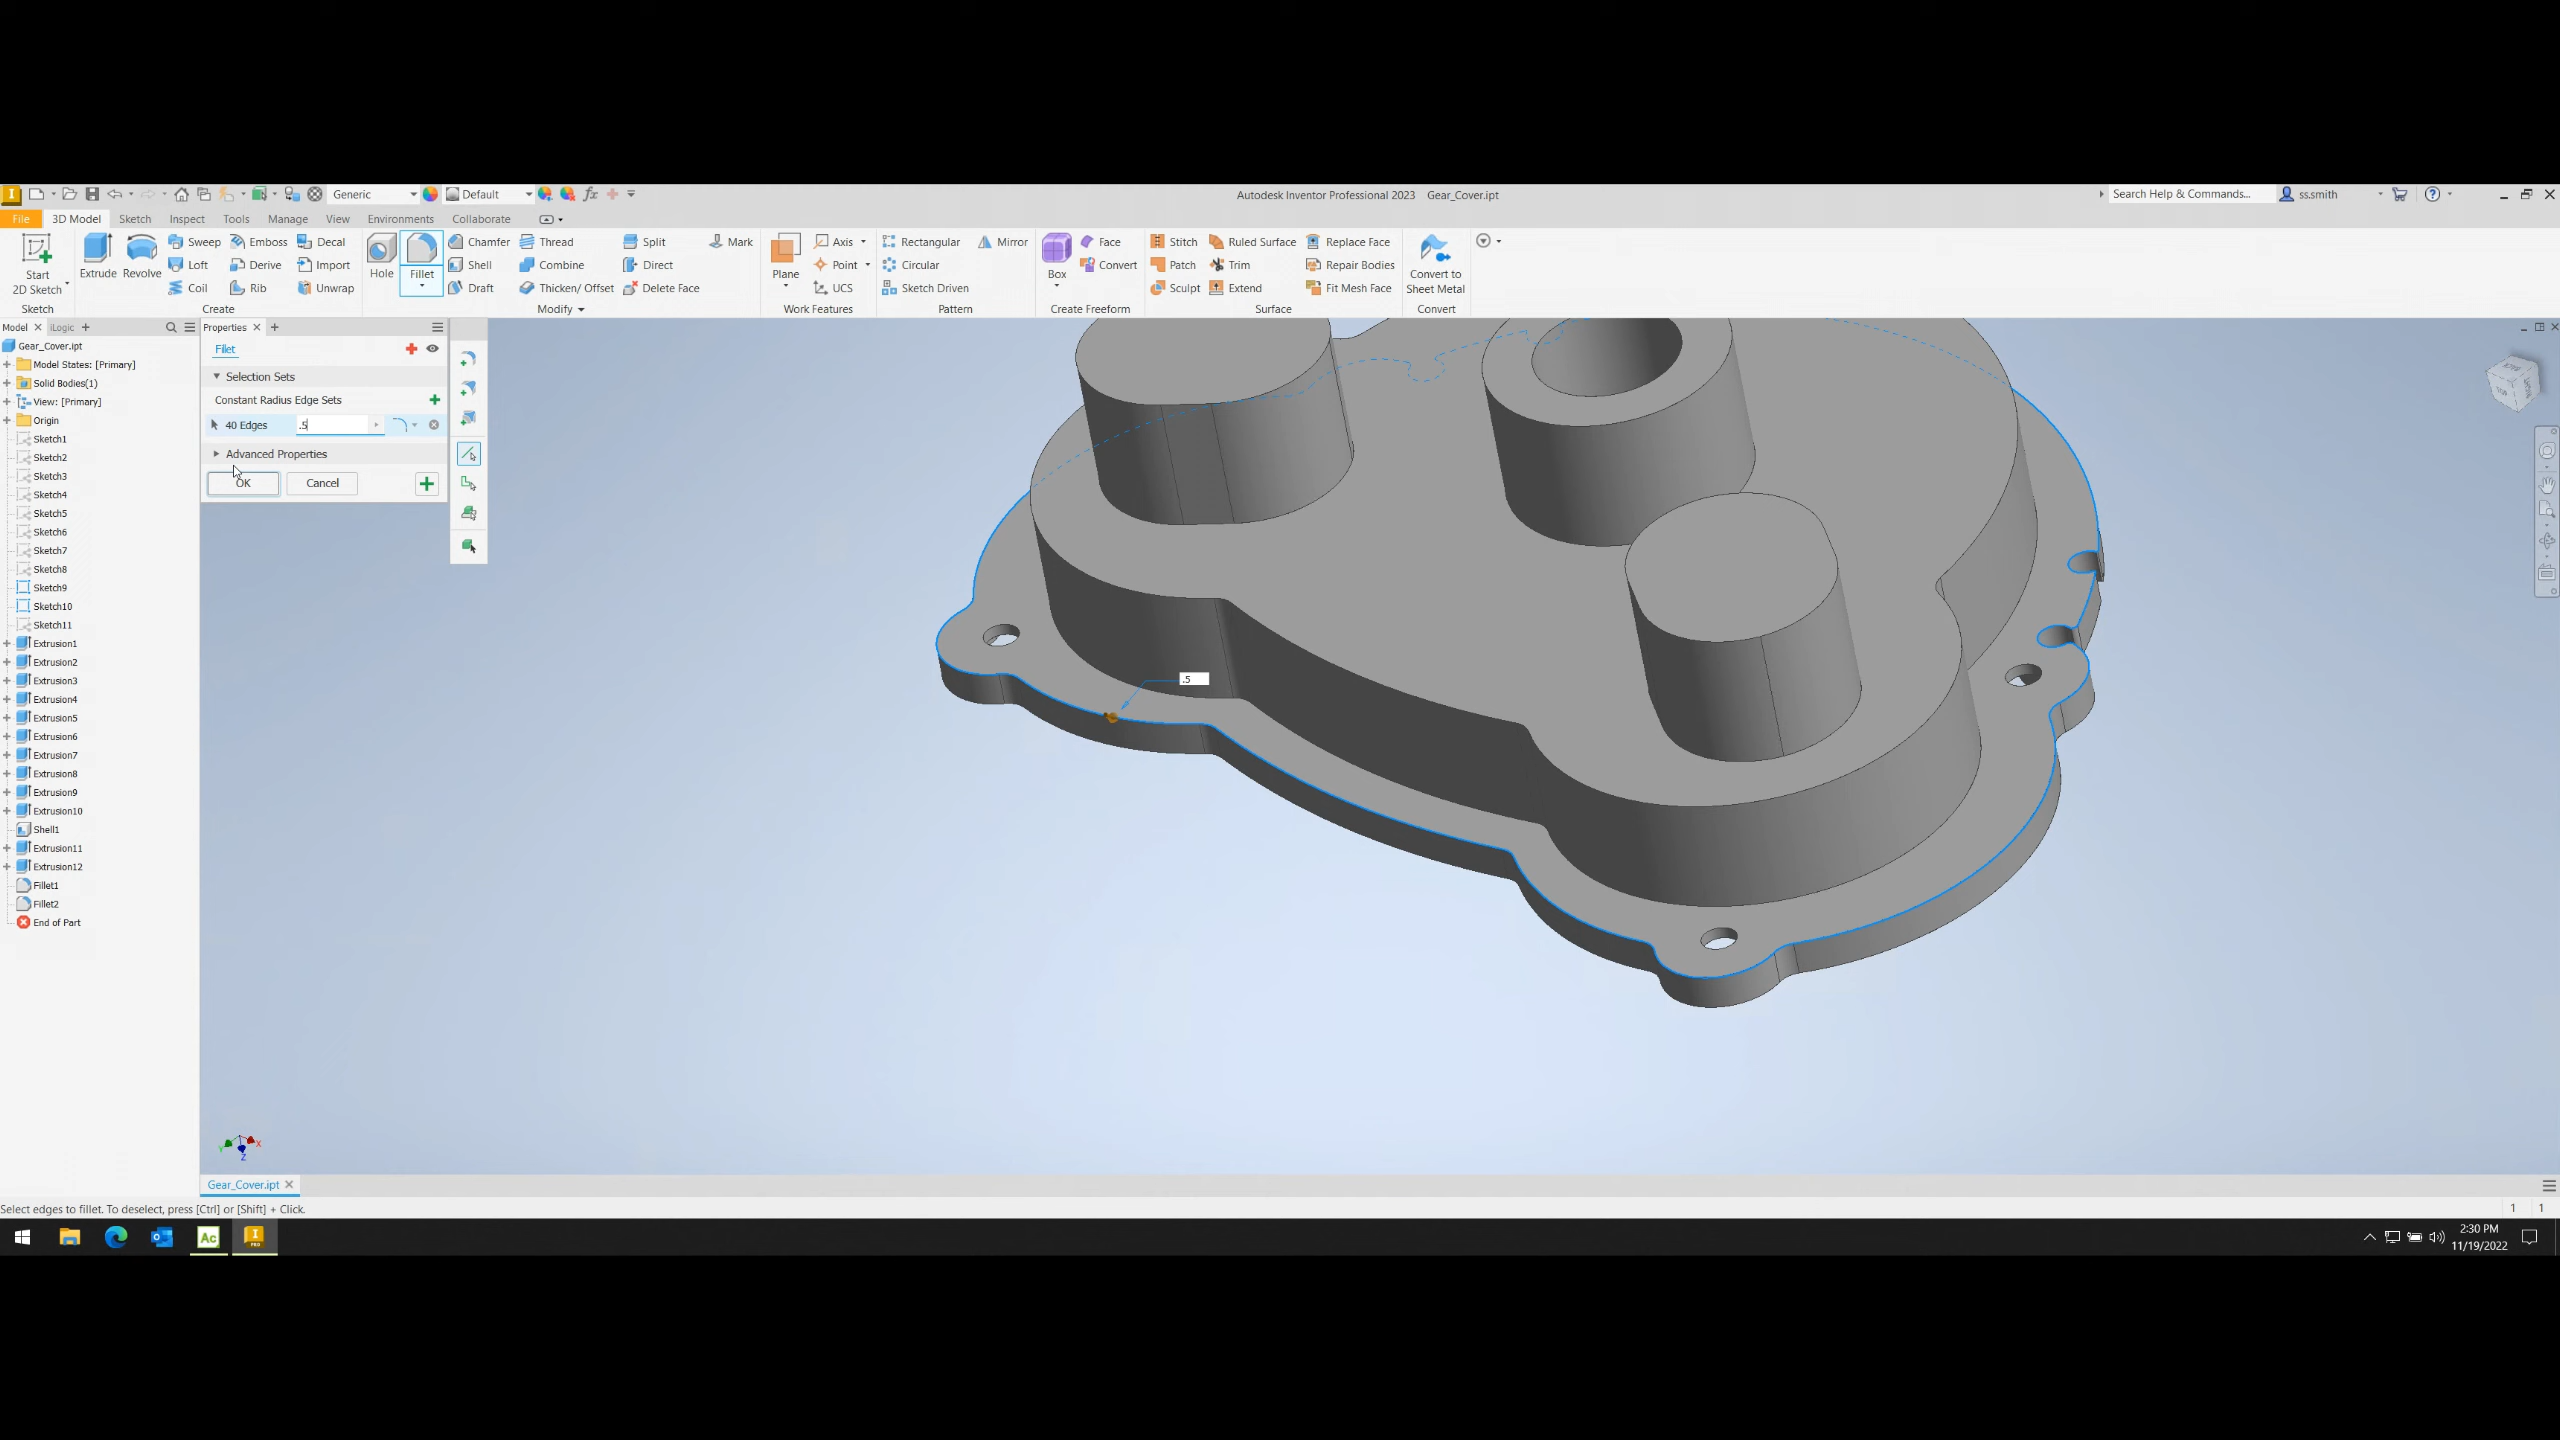 Generic
Default
Autodesk Inventor Professional 2023 Gear_Cover.ipt
Search Help & Commands...
ss.smith
File 3D Model Sketch Inspect Tools Manage View Environments Collaborate
Start
2D Sketch
Extrude Revolve
Sweep Emboss Decal
Loft Derive Import
Coil Rib Unwrap
Hole Fillet
Chamfer Thread Split Mark
Shell Combine Direct
Draft Thicken/ Offset Delete Face
Plane
Axis
Point
UCS
Rectangular Mirror
Circular
Sketch Driven
Box
Face
Convert
Stitch Ruled Surface Replace Face
Patch Trim Repair Bodies
Sculpt Extend Fit Mesh Face
Convert to
Sheet Metal
Sketch Create Modify Work Features Pattern Create Freeform Surface Convert
Model iLogic
Gear_Cover.ipt
Model States: [Primary]
Solid Bodies(1)
View: [Primary]
Origin
Sketch1
Sketch2
Sketch3
Sketch4
Sketch5
Sketch6
Sketch7
Sketch8
Sketch9
Sketch10
Sketch11
Extrusion1
Extrusion2
Extrusion3
Extrusion4
Extrusion5
Extrusion6
Extrusion7
Extrusion8
Extrusion9
Extrusion10
Shell1
Extrusion11
Extrusion12
Fillet1
Fillet2
End of Part
Properties
Fillet
Selection Sets
Constant Radius Edge Sets
40 Edges .5
Advanced Properties
OK Cancel
.5
X
Y
Z
Gear_Cover.ipt
Select edges to fillet. To deselect, press [Ctrl] or [Shift] + Click.
1 1
2:30 PM
11/19/2022